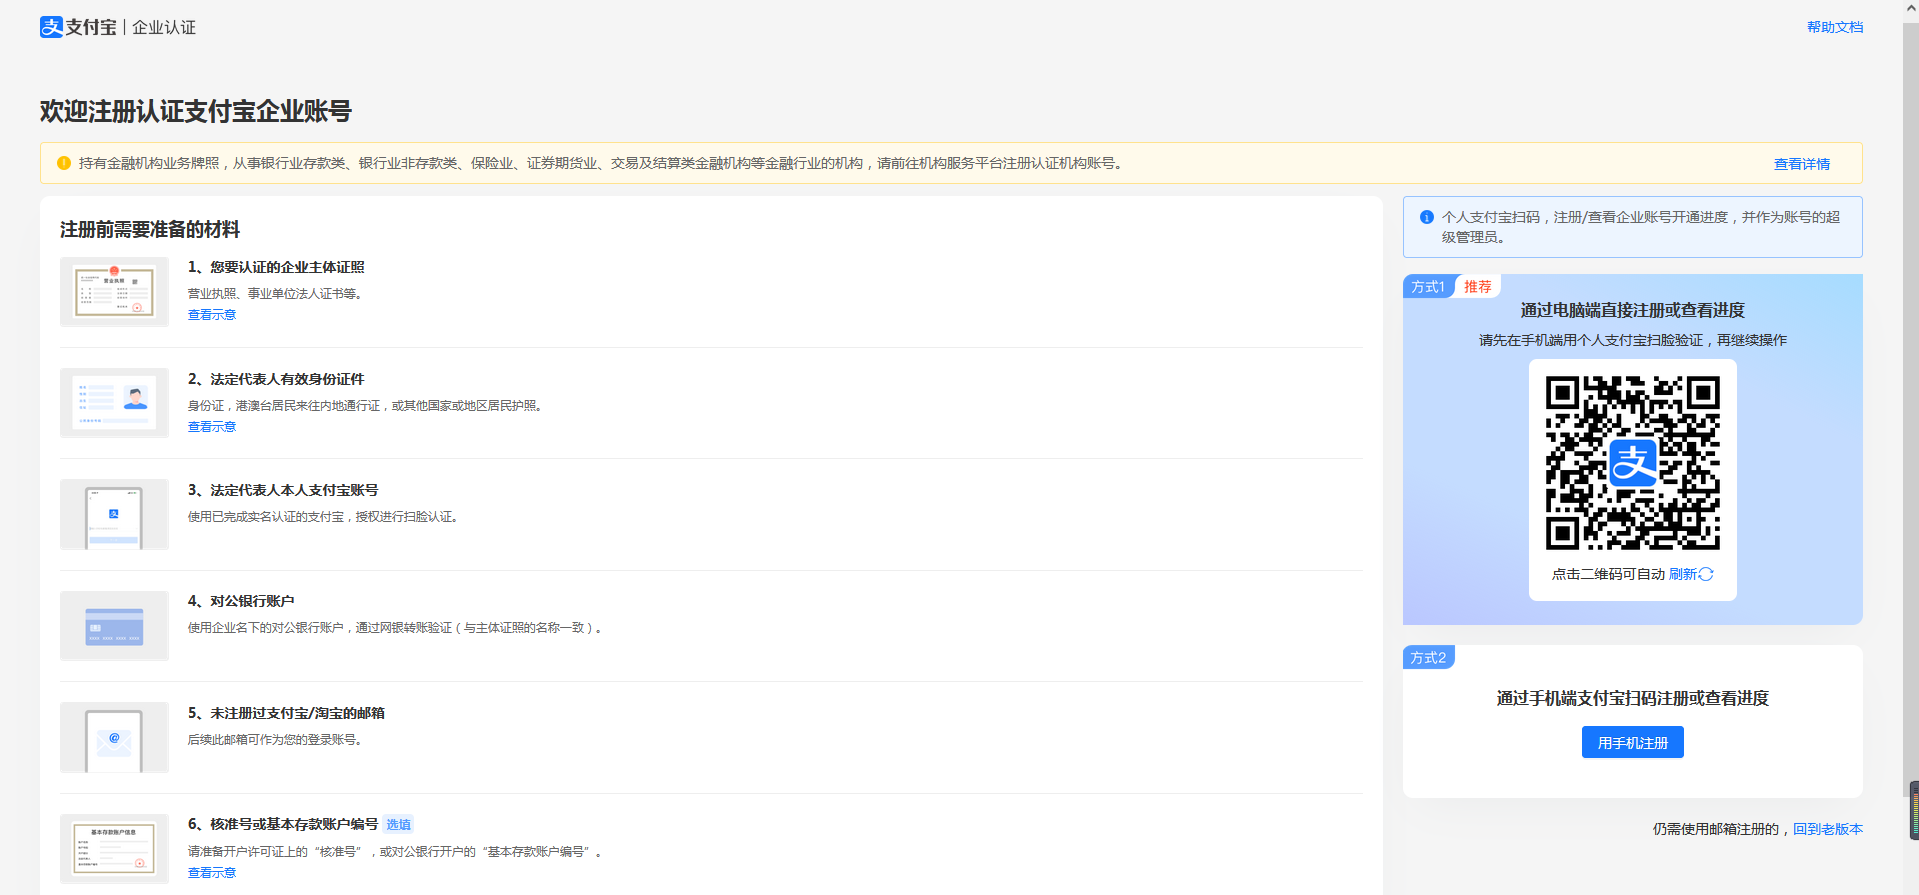 支付宝 | 企业认证
帮助文档
欢迎注册认证支付宝企业账号
持有金融机构业务牌照，从事银行业存款类、银行业非存款类、保险业、证券期货业、交易及结算类金融机构等金融行业的机构，请前往机构服务平台注册认证机构账号。
查看详情
注册前需要准备的材料
营业执照
1、您要认证的企业主体证照
营业执照、事业单位法人证书等。
查看示意
2、法定代表人有效身份证件
身份证，港澳台居民来往内地通行证，或其他国家或地区居民护照。
查看示意
3、法定代表人本人支付宝账号
使用已完成实名认证的支付宝，授权进行扫脸认证。
4、对公银行账户
使用企业名下的对公银行账户，通过网银转账验证（与主体证照的名称一致）。
5、未注册过支付宝/淘宝的邮箱
后续此邮箱可作为您的登录账号。
基本存款账户信息
6、核准号或基本存款账户编号 选填
请准备开户许可证上的“核准号”，或对公银行开户的“基本存款账户编号”。
查看示意
个人支付宝扫码，注册/查看企业账号开通进度，并作为账号的超
级管理员。
方式1 推荐
通过电脑端直接注册或查看进度
请先在手机端用个人支付宝扫脸验证，再继续操作
支
点击二维码可自动 刷新
方式2
通过手机端支付宝扫码注册或查看进度
用手机注册
仍需使用邮箱注册的，回到老版本